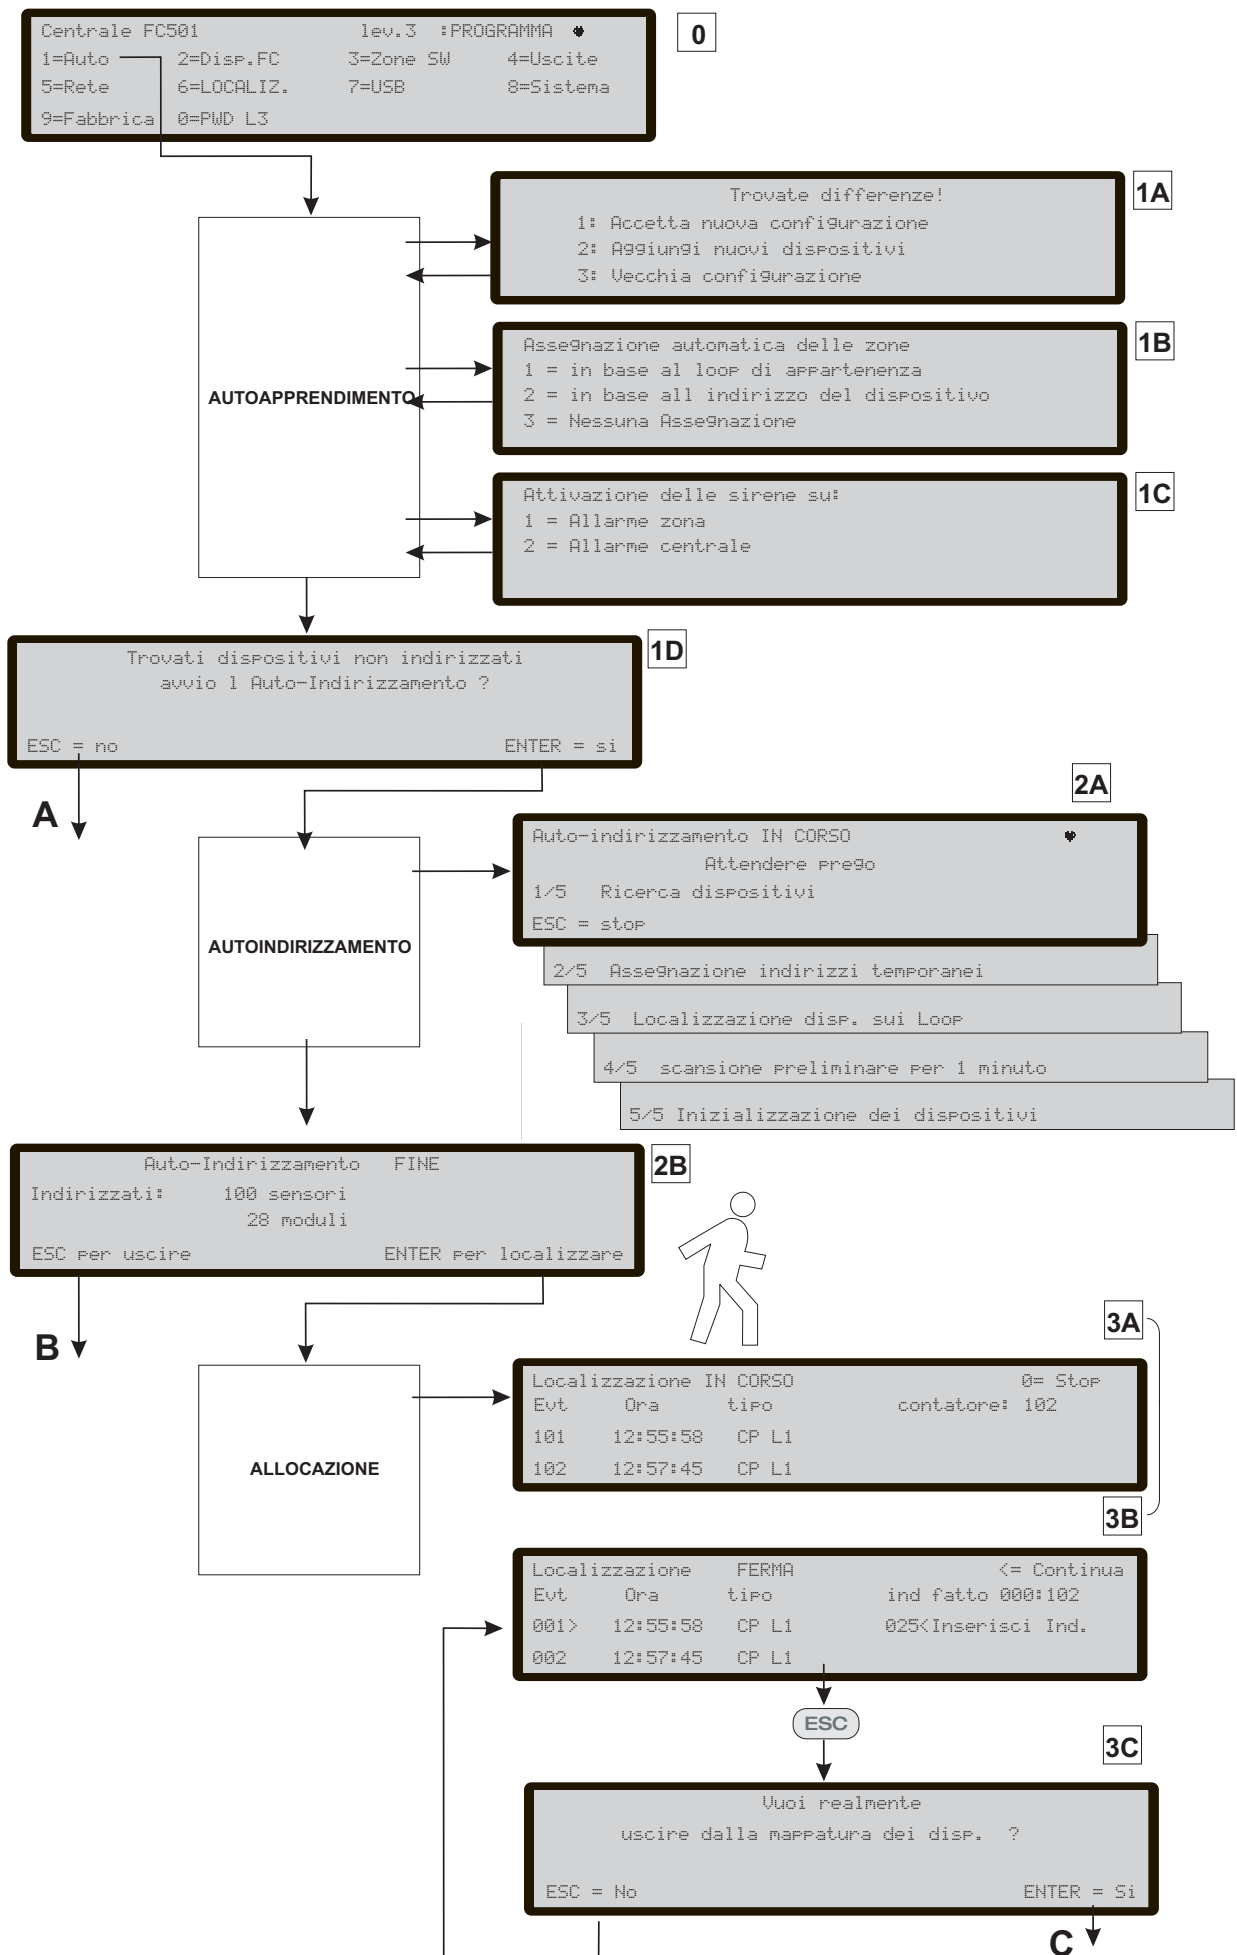 Centrale FC501 lev.3 :PROGRAMMA
0
1=Auto 2=Disp.FC 3=Zone SW 4=Uscite
5=Rete 6=LOCALIZ. 7=USB 8=Sistema
9=Fabbrica 0=PWD L3
1A
Trovate differenze!
1: Accetta nuova configurazione
2: Aggiungi nuovi dispositivi
3: Vecchia configurazione
1B
Assegnazione automatica delle zone
1 = in base al loop di appartenenza
2 = in base all indirizzo del dispositivo
3 = Nessuna Assegnazione
AUTOAPPRENDIMENTO
1C
Attivazione delle sirene su:
1 = Allarme zona
2 = Allarme centrale
1D
Trovati dispositivi non indirizzati
avvio l Auto-Indirizzamento ?
ESC = no ENTER = si
A
2A
Auto-indirizzamento IN CORSO
Attendere prego
1/5 Ricerca dispositivi
ESC = stop
AUTOINDIRIZZAMENTO
2/5 Assegnazione indirizzi temporanei
3/5 Localizzazione disp. sui Loop
4/5 scansione preliminare per 1 minuto
5/5 Inizializzazione dei dispositivi
2B
Auto-Indirizzamento FINE
Indirizzati: 100 sensori
28 moduli
ESC per uscire ENTER per localizzare
B
3A
Localizzazione IN CORSO 0= Stop
Evt Ora tipo contatore: 102
101 12:55:58 CP L1
102 12:57:45 CP L1
ALLOCAZIONE
3B
Localizzazione FERMA <= Continua
Evt Ora tipo ind fatto 000:102
001> 12:55:58 CP L1 025<Inserisci Ind.
002 12:57:45 CP L1
ESC
3C
Vuoi realmente
uscire dalla mappatura dei disp. ?
ESC = No ENTER = Si
C